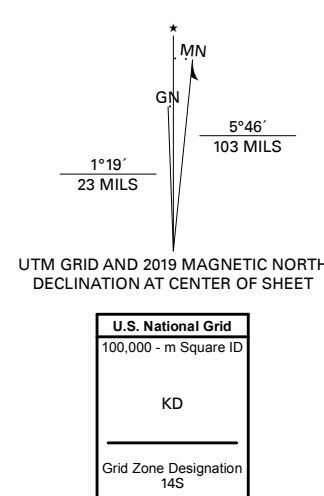 ★
MN
GN
5°46´
103 MILS
1°19´
23 MILS
UTM GRID AND 2019 MAGNETIC NORTH
DECLINATION AT CENTER OF SHEET
U.S. National Grid
100,000 - m Square ID
KD
Grid Zone Designation
14S